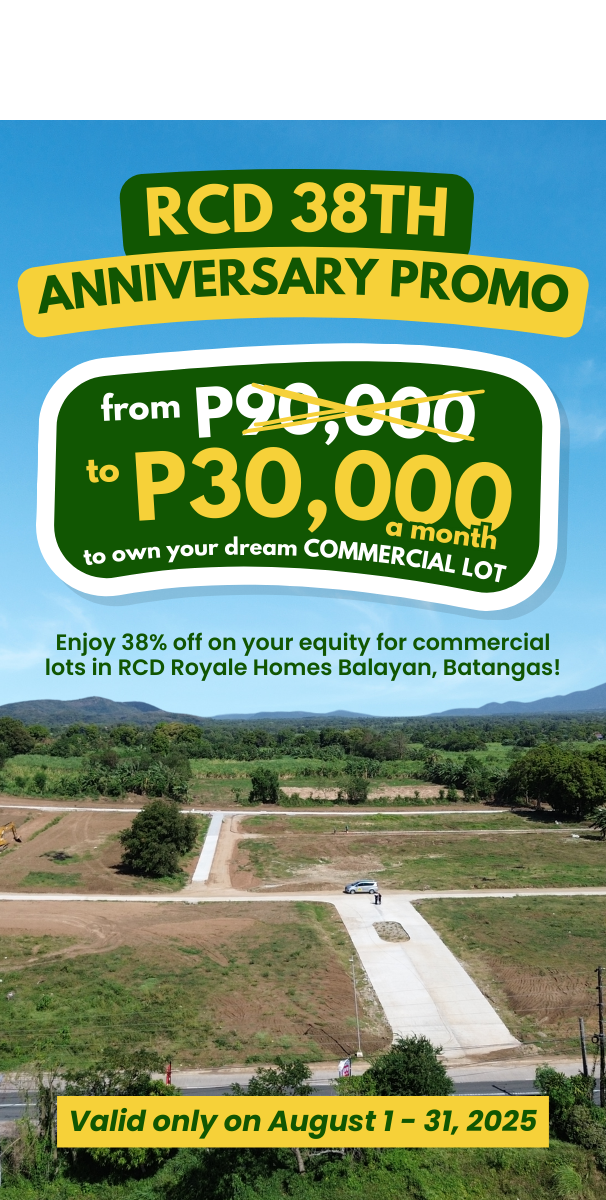 RCD 38TH
ANNIVERSARY PROMO
from P90,000
to P30,000
a month
to own your dream COMMERCIAL LOT
Enjoy 38% off on your equity for commercial
lots in RCD Royale Homes Balayan, Batangas!
Valid only on August 1 - 31, 2025